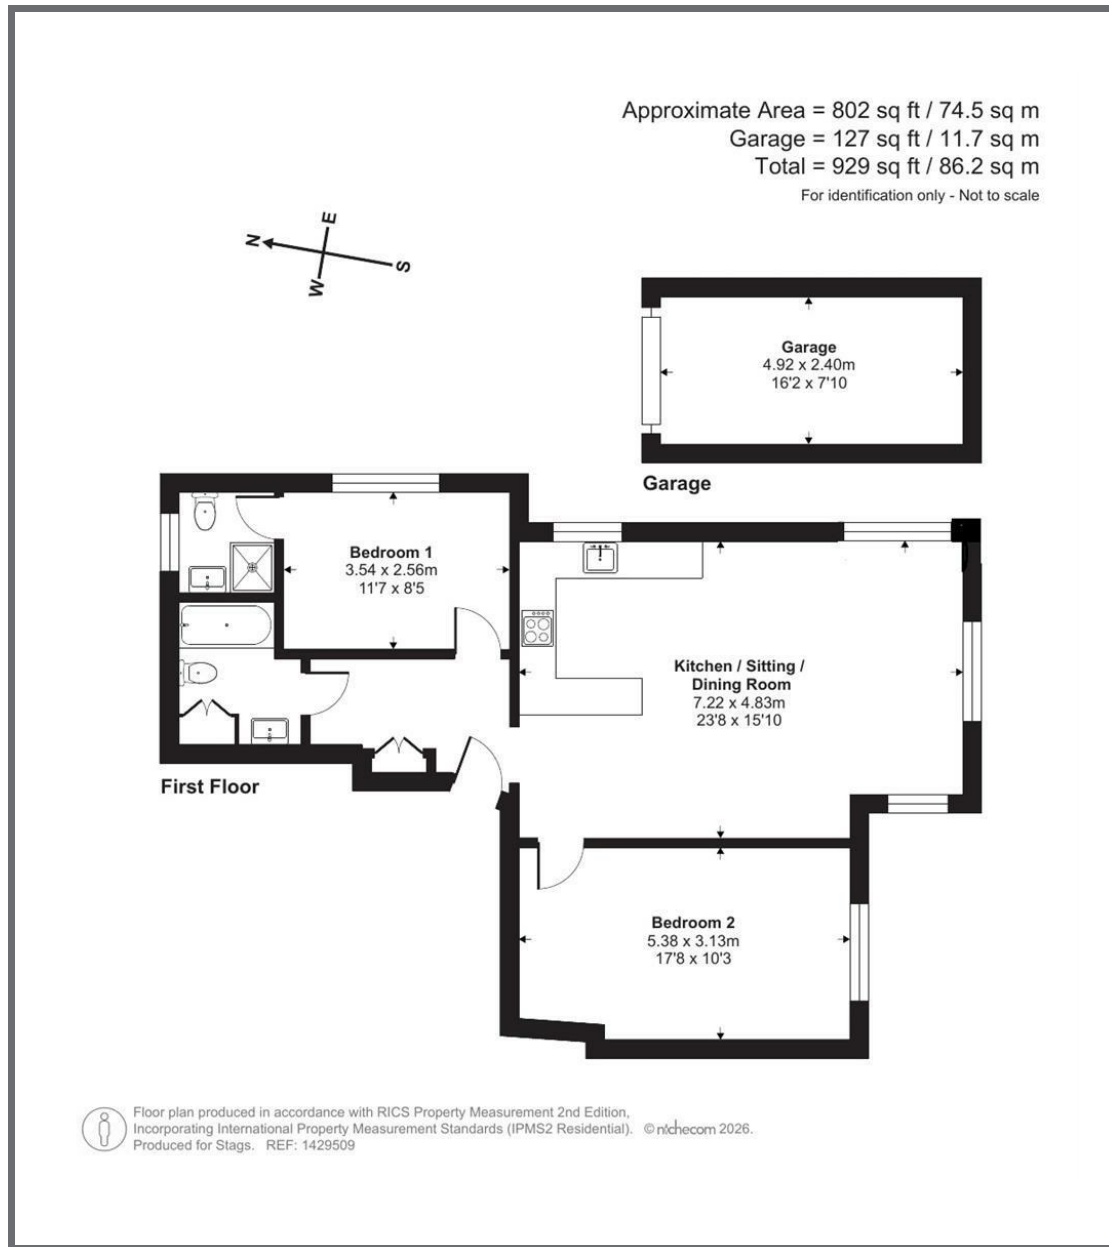 Approximate Area = 802 sq ft / 74.5 sq m
Garage = 127 sq ft / 11.7 sq m
Total = 929 sq ft / 86.2 sq m
For identification only - Not to scale
N
E
S
W
Garage
4.92 x 2.40m
16'2 x 7'10
Garage
Bedroom 1
3.54 x 2.56m
11'7 x 8'5
Kitchen / Sitting /
Dining Room
7.22 x 4.83m
23'8 x 15'10
First Floor
Bedroom 2
5.38 x 3.13m
17'8 x 10'3
Floor plan produced in accordance with RICS Property Measurement 2nd Edition,
Incorporating International Property Measurement Standards (IPMS2 Residential). © nichecom 2026.
Produced for Stags. REF: 1429509